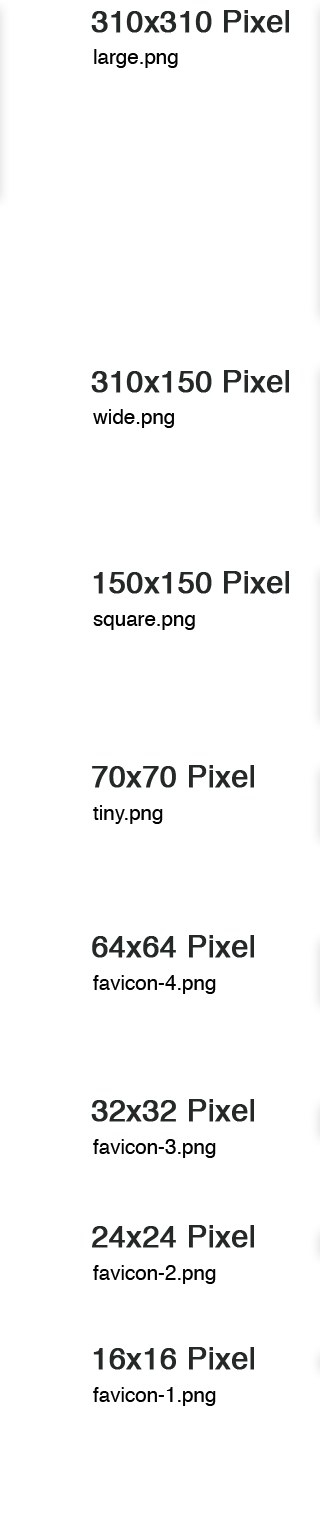 310x310 Pixel
large.png
310x150 Pixel
wide.png
150x150 Pixel
square.png
70x70 Pixel
tiny.png
64x64 Pixel
favicon-4.png
32x32 Pixel
favicon-3.png
24x24 Pixel
favicon-2.png
16x16 Pixel
favicon-1.png